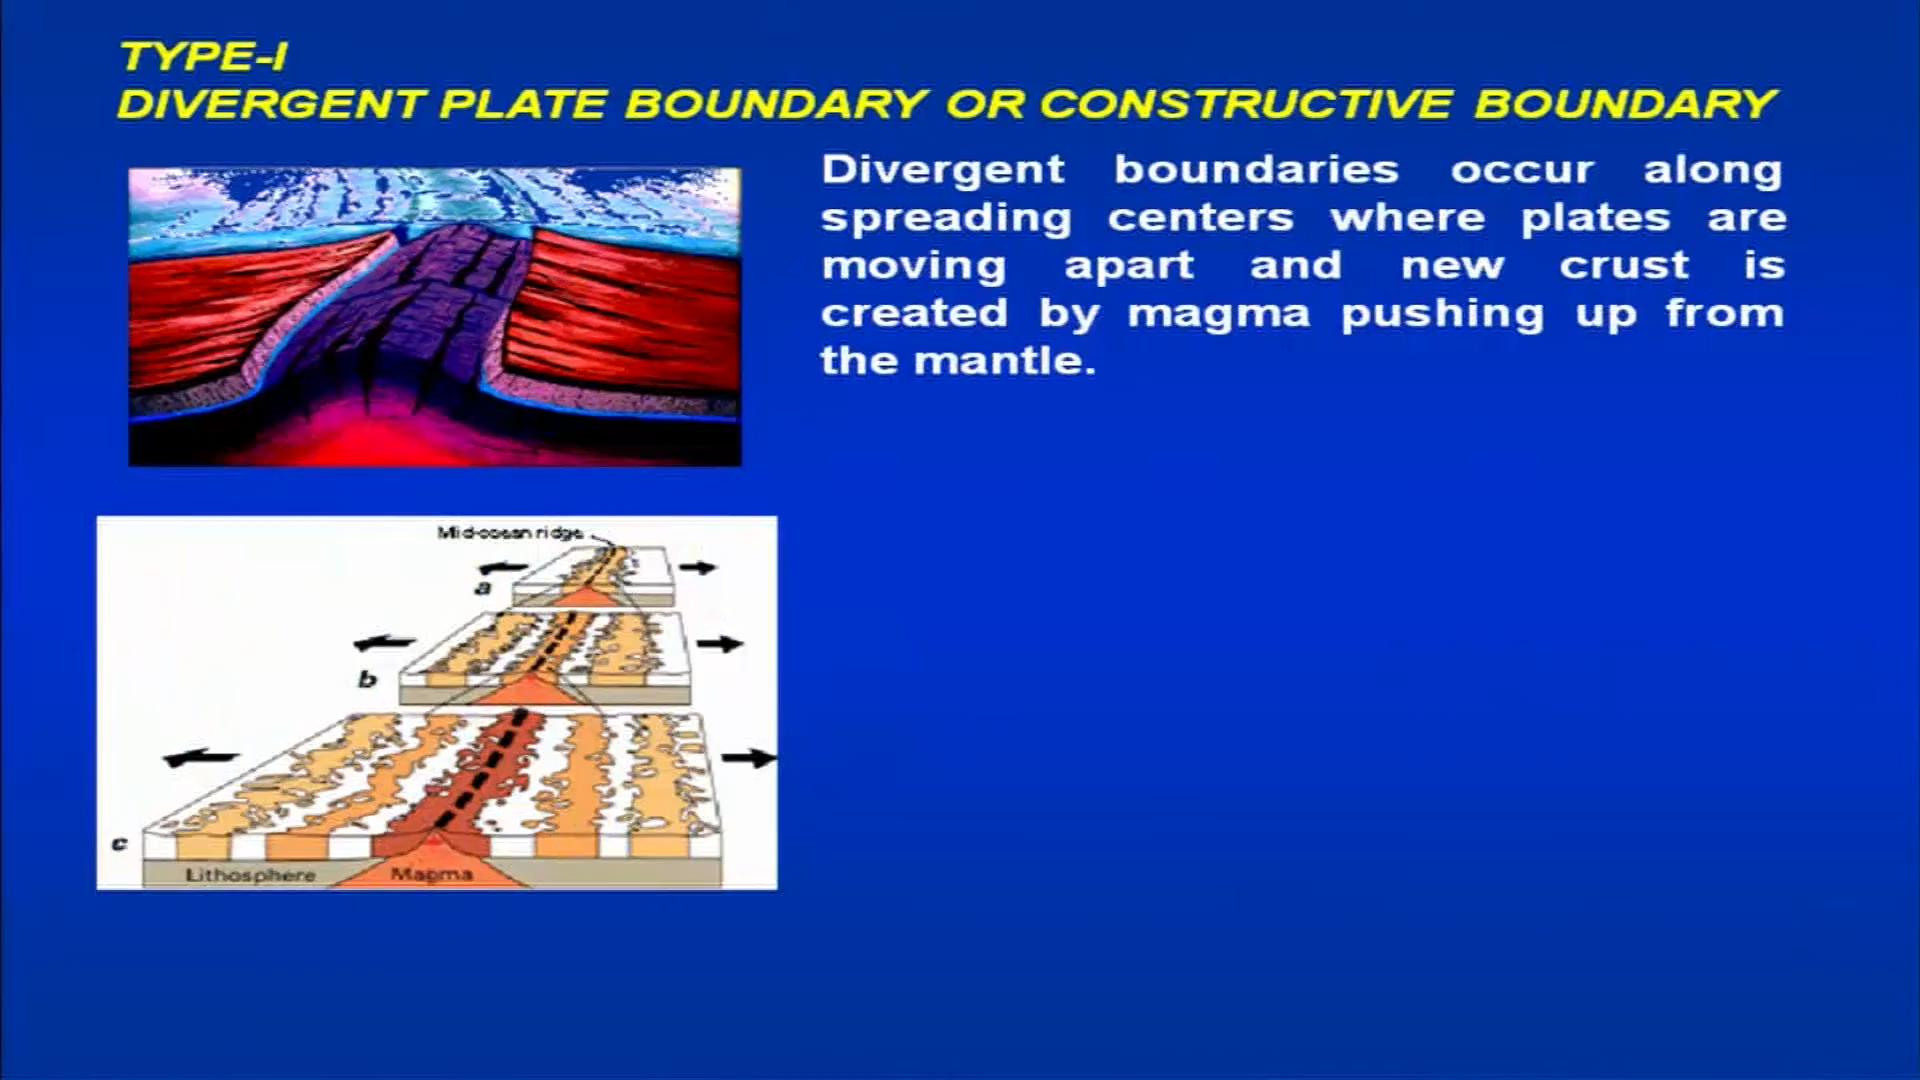 TYPE-I
DIVERGENT PLATE BOUNDARY OR CONSTRUCTIVE BOUNDARY
Divergent boundaries occur along
spreading centers where plates are
moving apart and new crust is
created by magma pushing up from
the mantle.
Mid-ocean ridge
a
b
c
Lithosphere
Magma